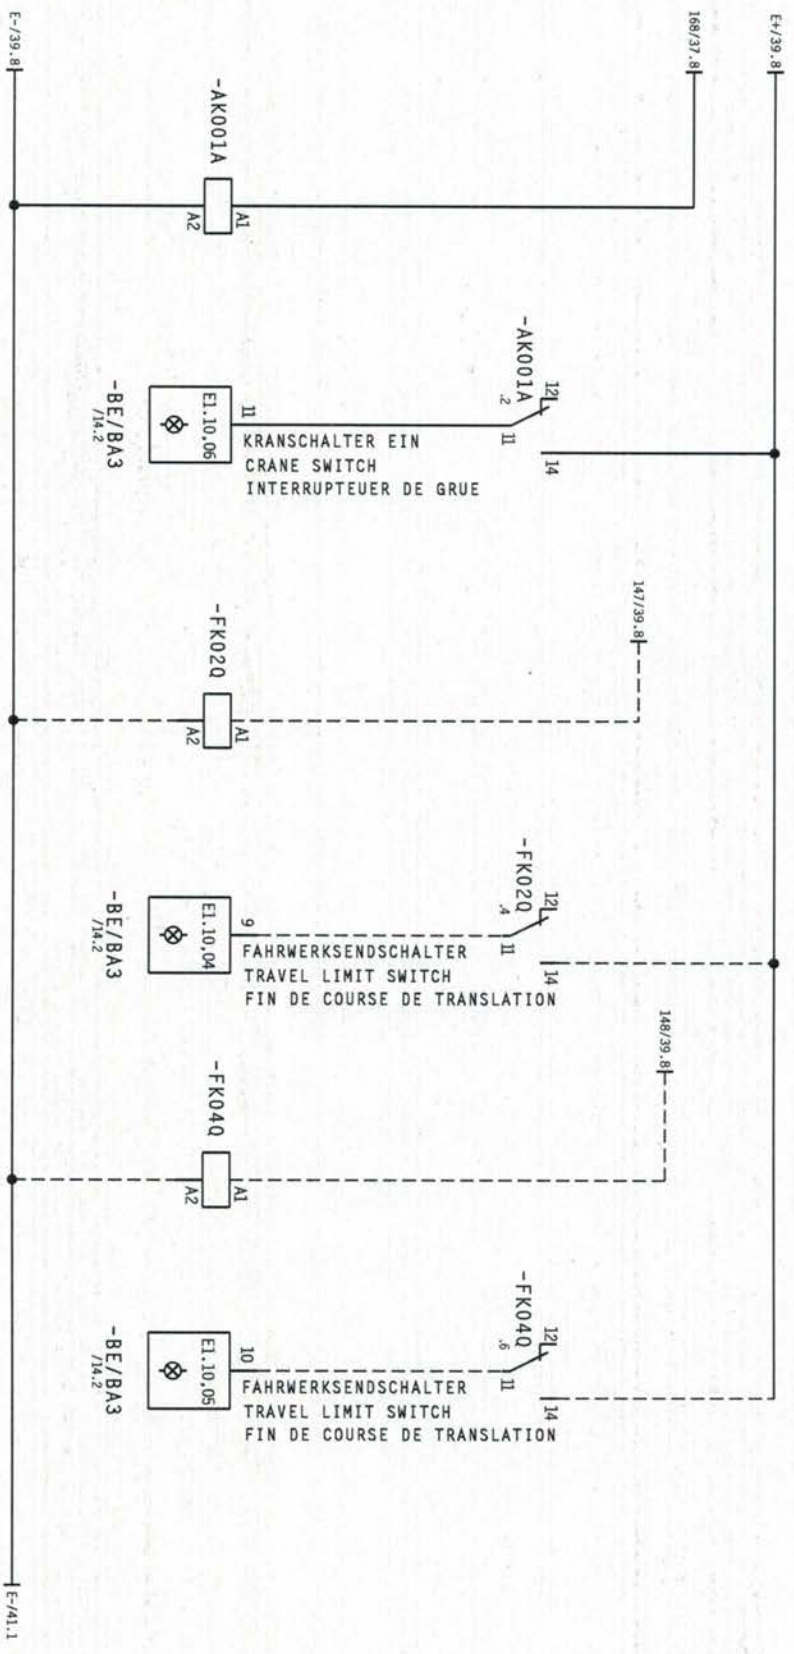 E+/39.8
168/37.8
E-/39.8
-AK001A
A1
A2
-AK001A
.2
12
11
14
11
E1.10,06
-BE/BA3
/14.2
KRANSCHALTER EIN
CRANE SWITCH
INTERRUPTEUER DE GRUE
147/39.8
-FK02Q
A1
A2
-FK02Q
.4
12
11
14
9
E1.10,04
-BE/BA3
/14.2
FAHRWERKSENDSCHALTER
TRAVEL LIMIT SWITCH
FIN DE COURSE DE TRANSLATION
148/39.8
-FK04Q
A1
A2
-FK04Q
.6
12
11
14
10
E1.10,05
-BE/BA3
/14.2
FAHRWERKSENDSCHALTER
TRAVEL LIMIT SWITCH
FIN DE COURSE DE TRANSLATION
E-/41.1